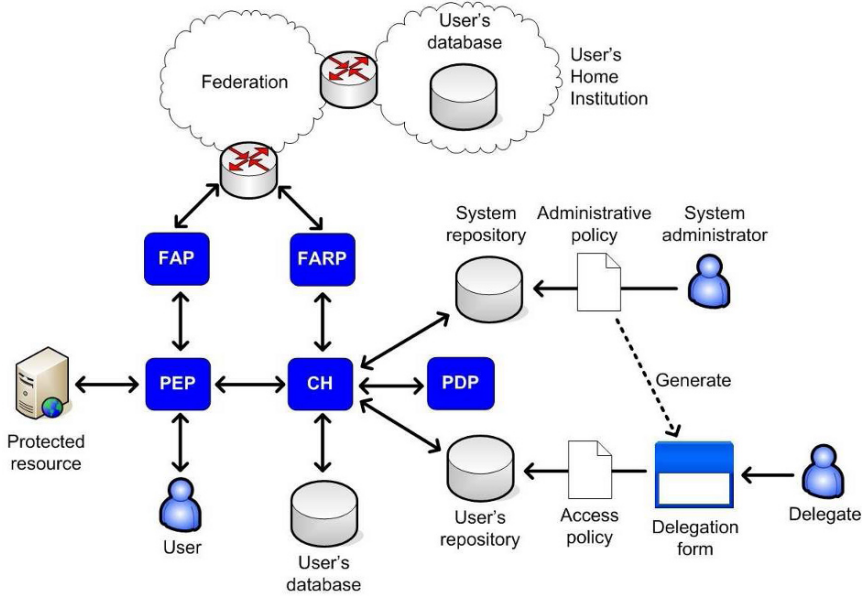 User's
database
User's
Home
Institution
Federation
System
repository
Administrative
policy
System
administrator
FAP
FARP
PEP
CH
PDP
Generate
Protected
resource
User
User's
database
User's
repository
Access
policy
Delegation
form
Delegate